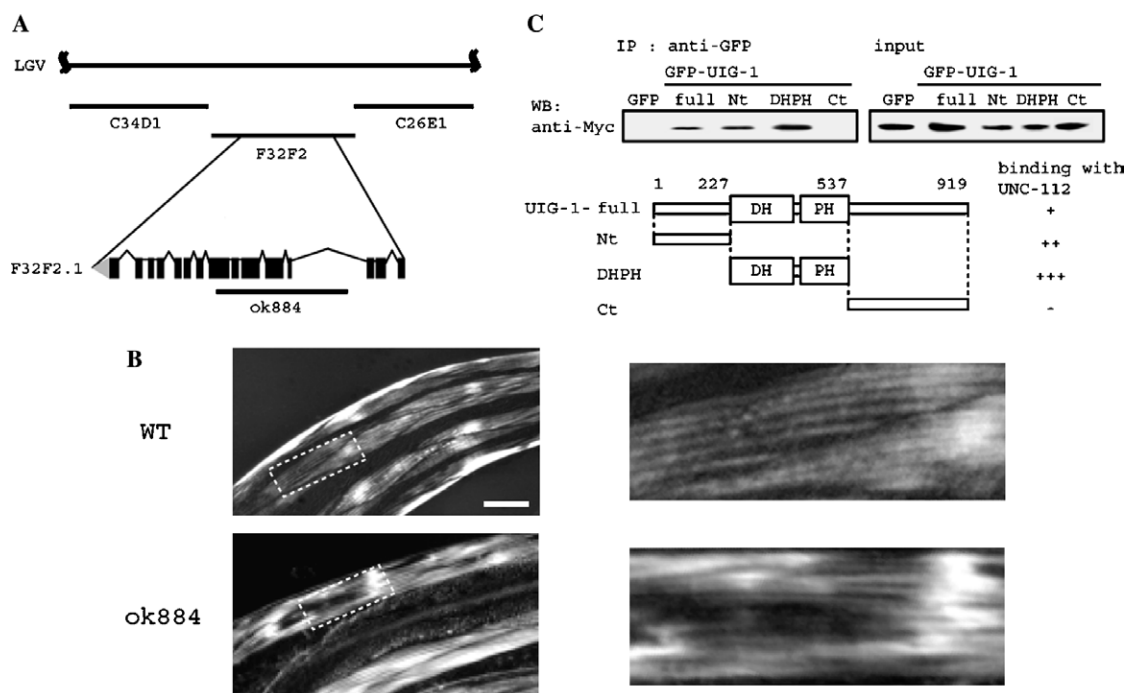 A
LGV
C34D1
C26E1
F32F2
F32F2.1
ok884
C
IP : anti-GFP
input
GFP-UIG-1
GFP-UIG-1
GFP full Nt DHPH Ct
GFP full Nt DHPH Ct
WB:
anti-Myc
1 227 537 919
binding with
UNC-112
UIG-1- full DH PH +
Nt ++
DHPH DH PH +++
Ct -
B
WT
ok884